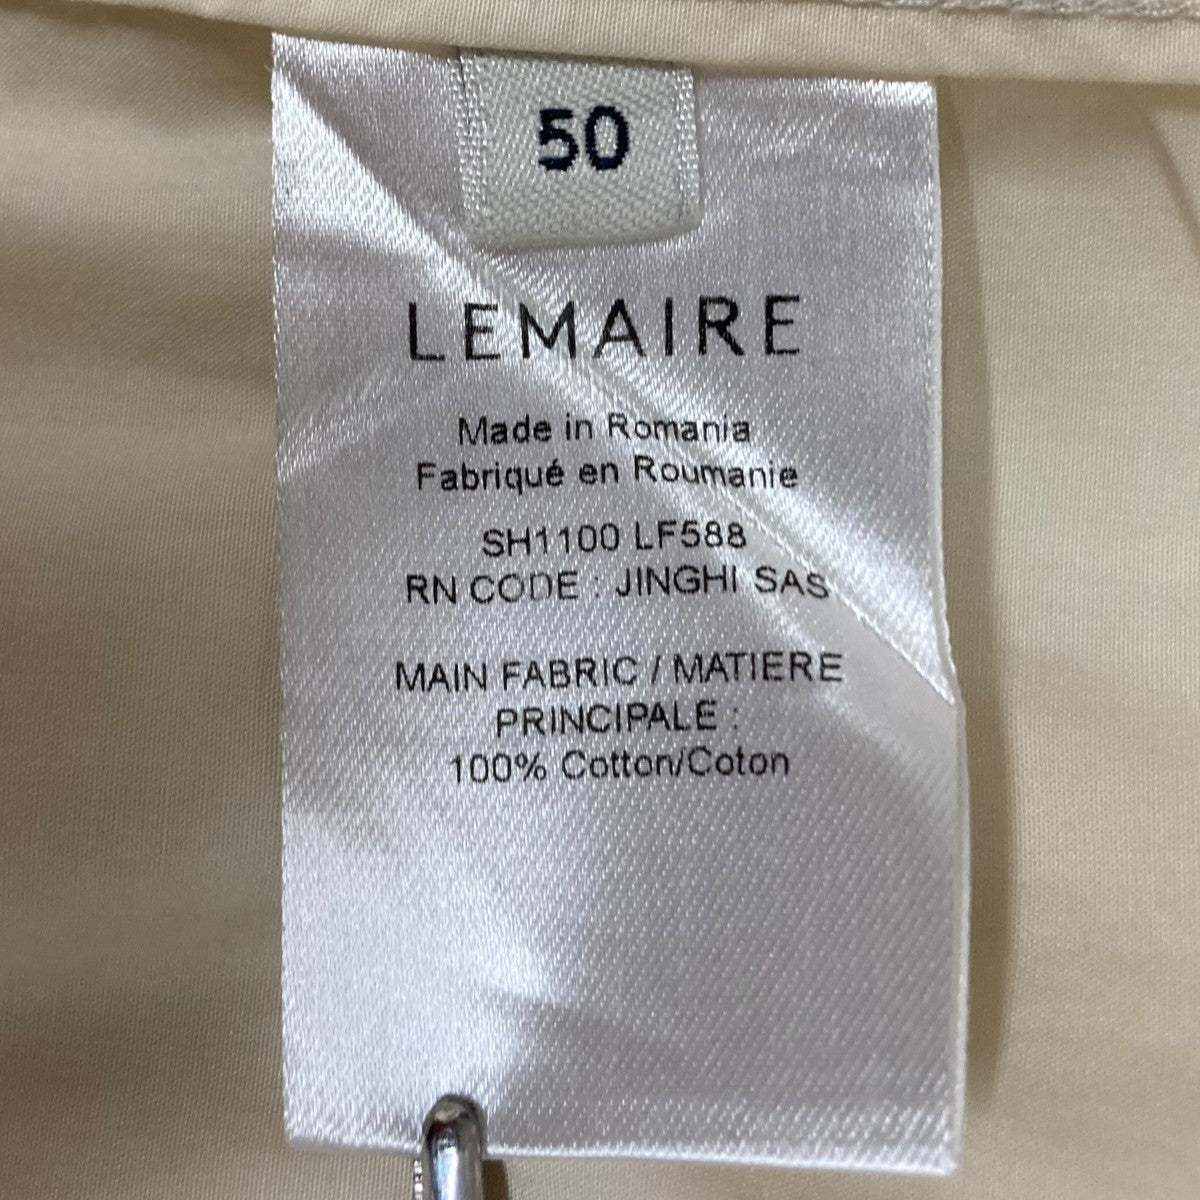 50
LEMAIRE
Made in Romania
Fabriqué en Roumanie
SH1100 LF588
RN CODE : JINGHI SAS
MAIN FABRIC / MATIERE
PRINCIPALE :
100% Cotton/Coton